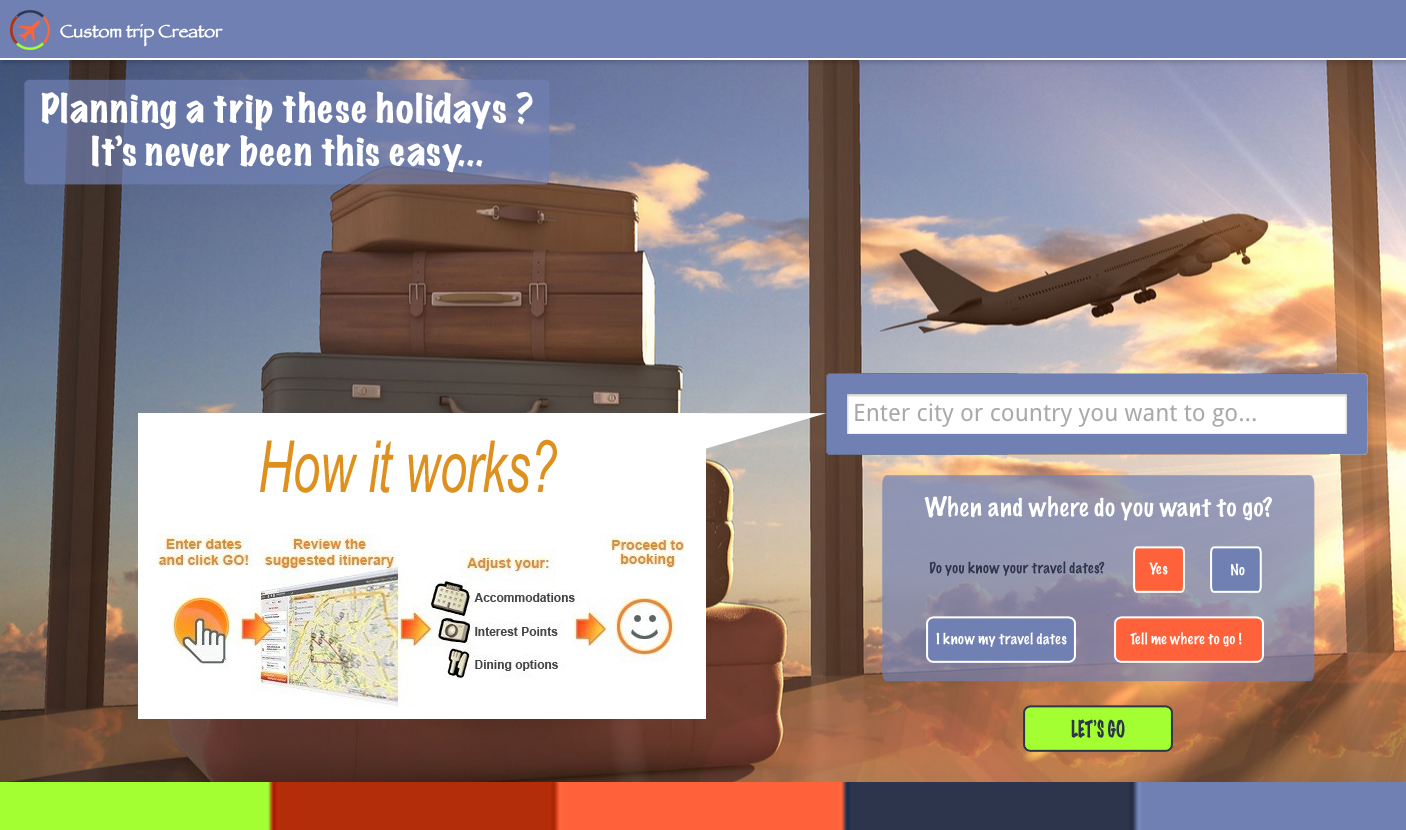 Custom trip Creator
Planning a trip these holidays ?
It's never been this easy...
Enter city or country you want to go...
How it works?
Enter dates
and click GO!
Review the
suggested itinerary
Adjust your:
Accommodations
Interest Points
Dining options
Proceed to
booking
When and where do you want to go?
Do you know your travel dates?
Yes
No
I know my travel dates
Tell me where to go !
LET'S GO